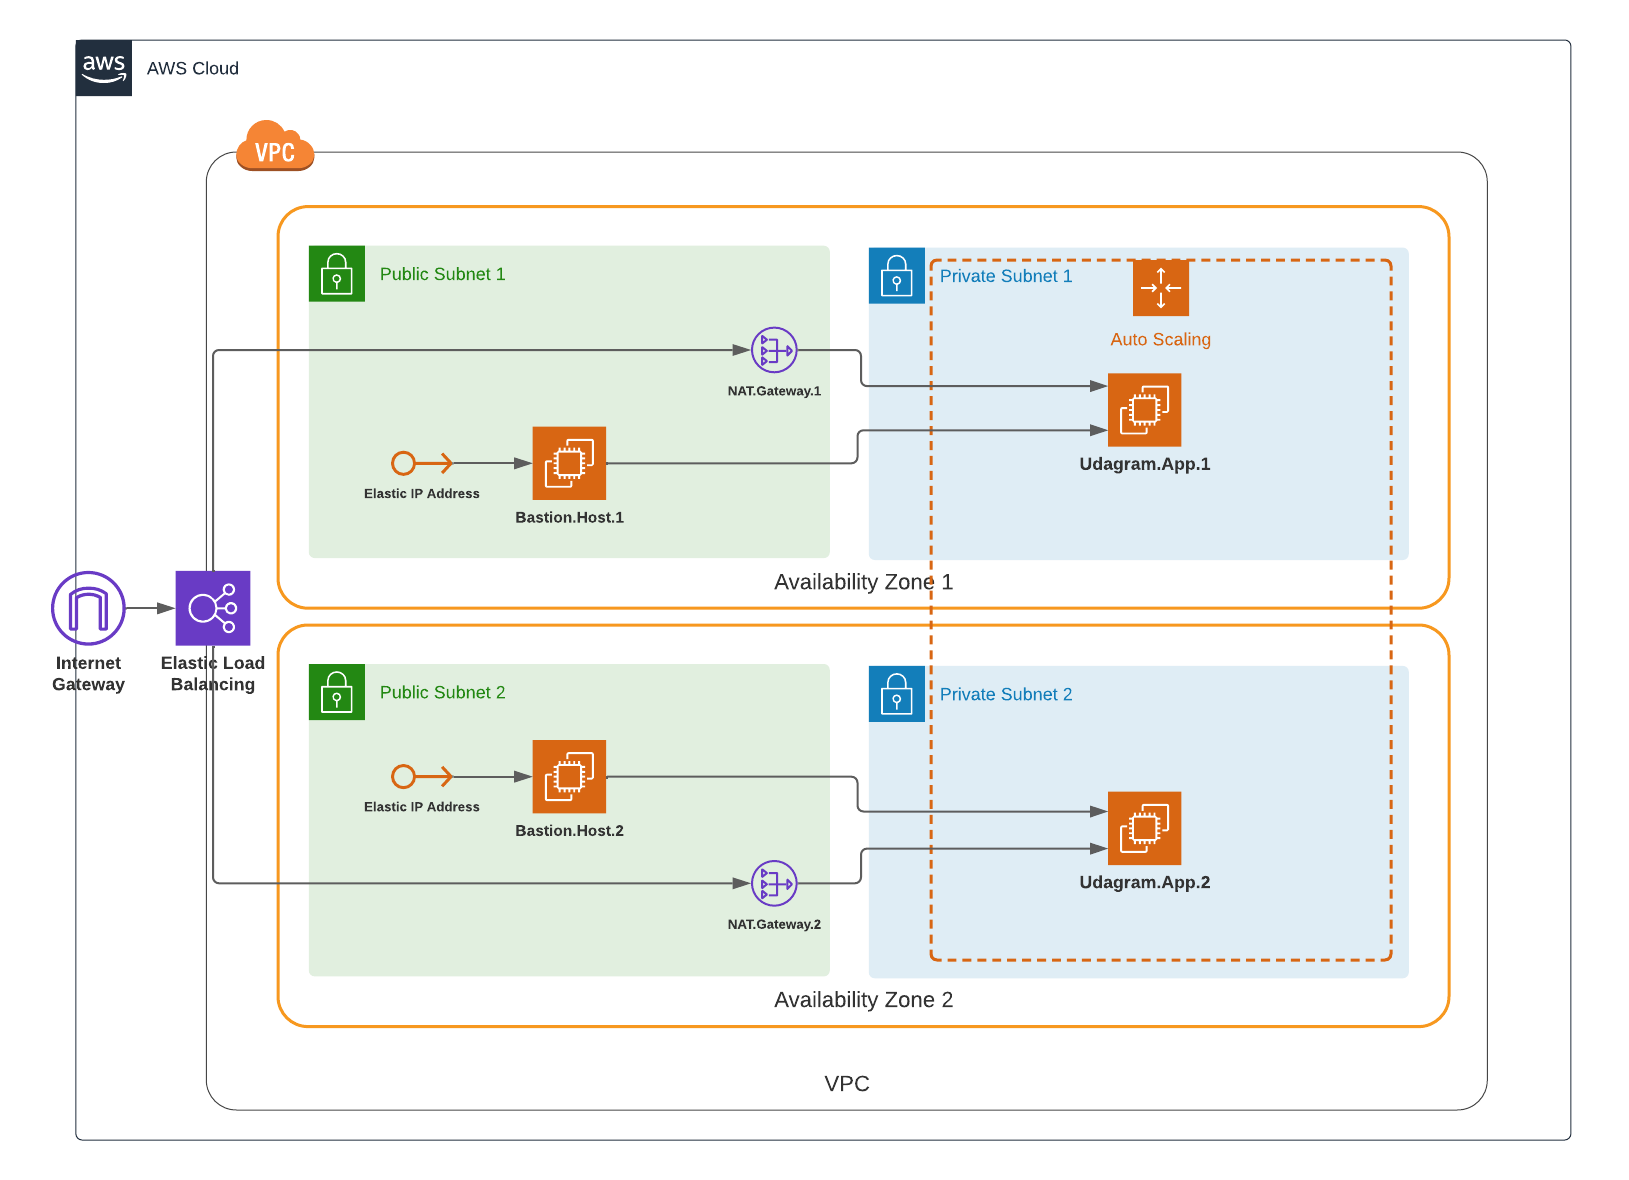 aws
AWS Cloud
VPC
Public Subnet 1
Private Subnet 1
Auto Scaling
NAT.Gateway.1
Elastic IP Address
Bastion.Host.1
Udagram.App.1
Availability Zone 1
Internet
Gateway
Elastic Load
Balancing
Public Subnet 2
Private Subnet 2
Elastic IP Address
Bastion.Host.2
Udagram.App.2
NAT.Gateway.2
Availability Zone 2
VPC